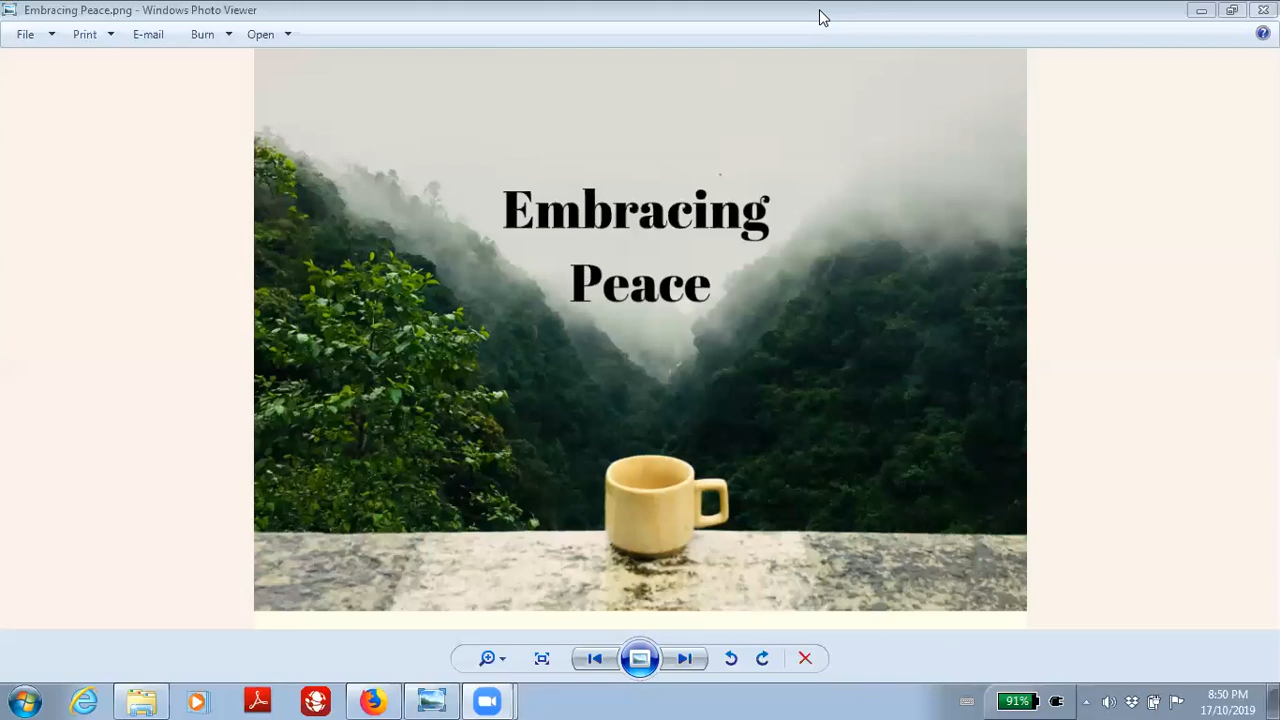 Embracing Peace.png - Windows Photo Viewer
File Print E-mail Burn Open
Embracing
Peace
91%
8:50 PM
17/10/2019